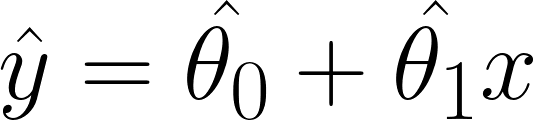 ŷ = θ̂₀ + θ̂₁x